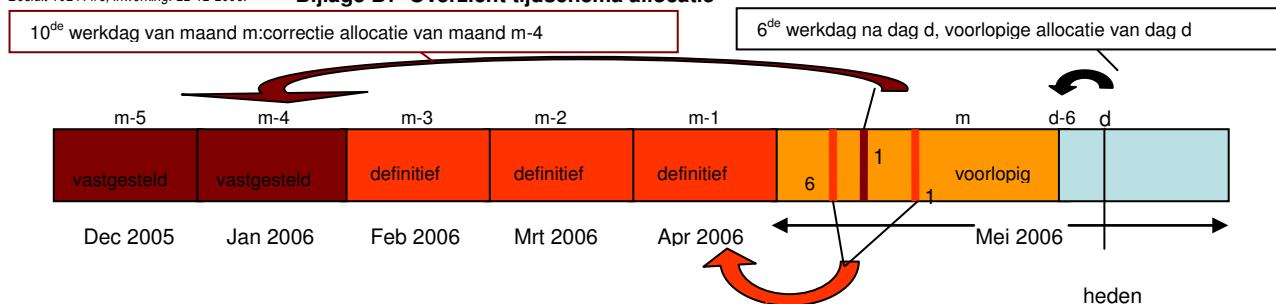 Bijlage B1 Overzicht tijdschema allocatie
10de werkdag van maand m:correctie allocatie van maand m-4
6de werkdag na dag d, voorlopige allocatie van dag d
m-5 m-4 m-3 m-2 m-1 m d-6 d
vastgesteld vastgesteld definitief definitief definitief 6 1 1 voorlopig
Dec 2005 Jan 2006 Feb 2006 Mrt 2006 Apr 2006 Mei 2006
heden